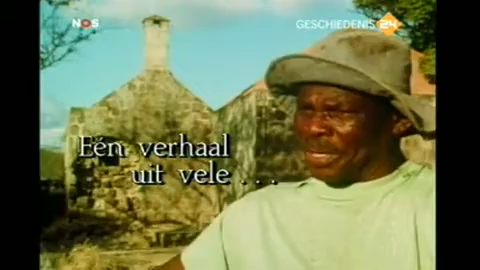 NOS
GESCHIEDENIS 24
Eén verhaal
uit vele . . .